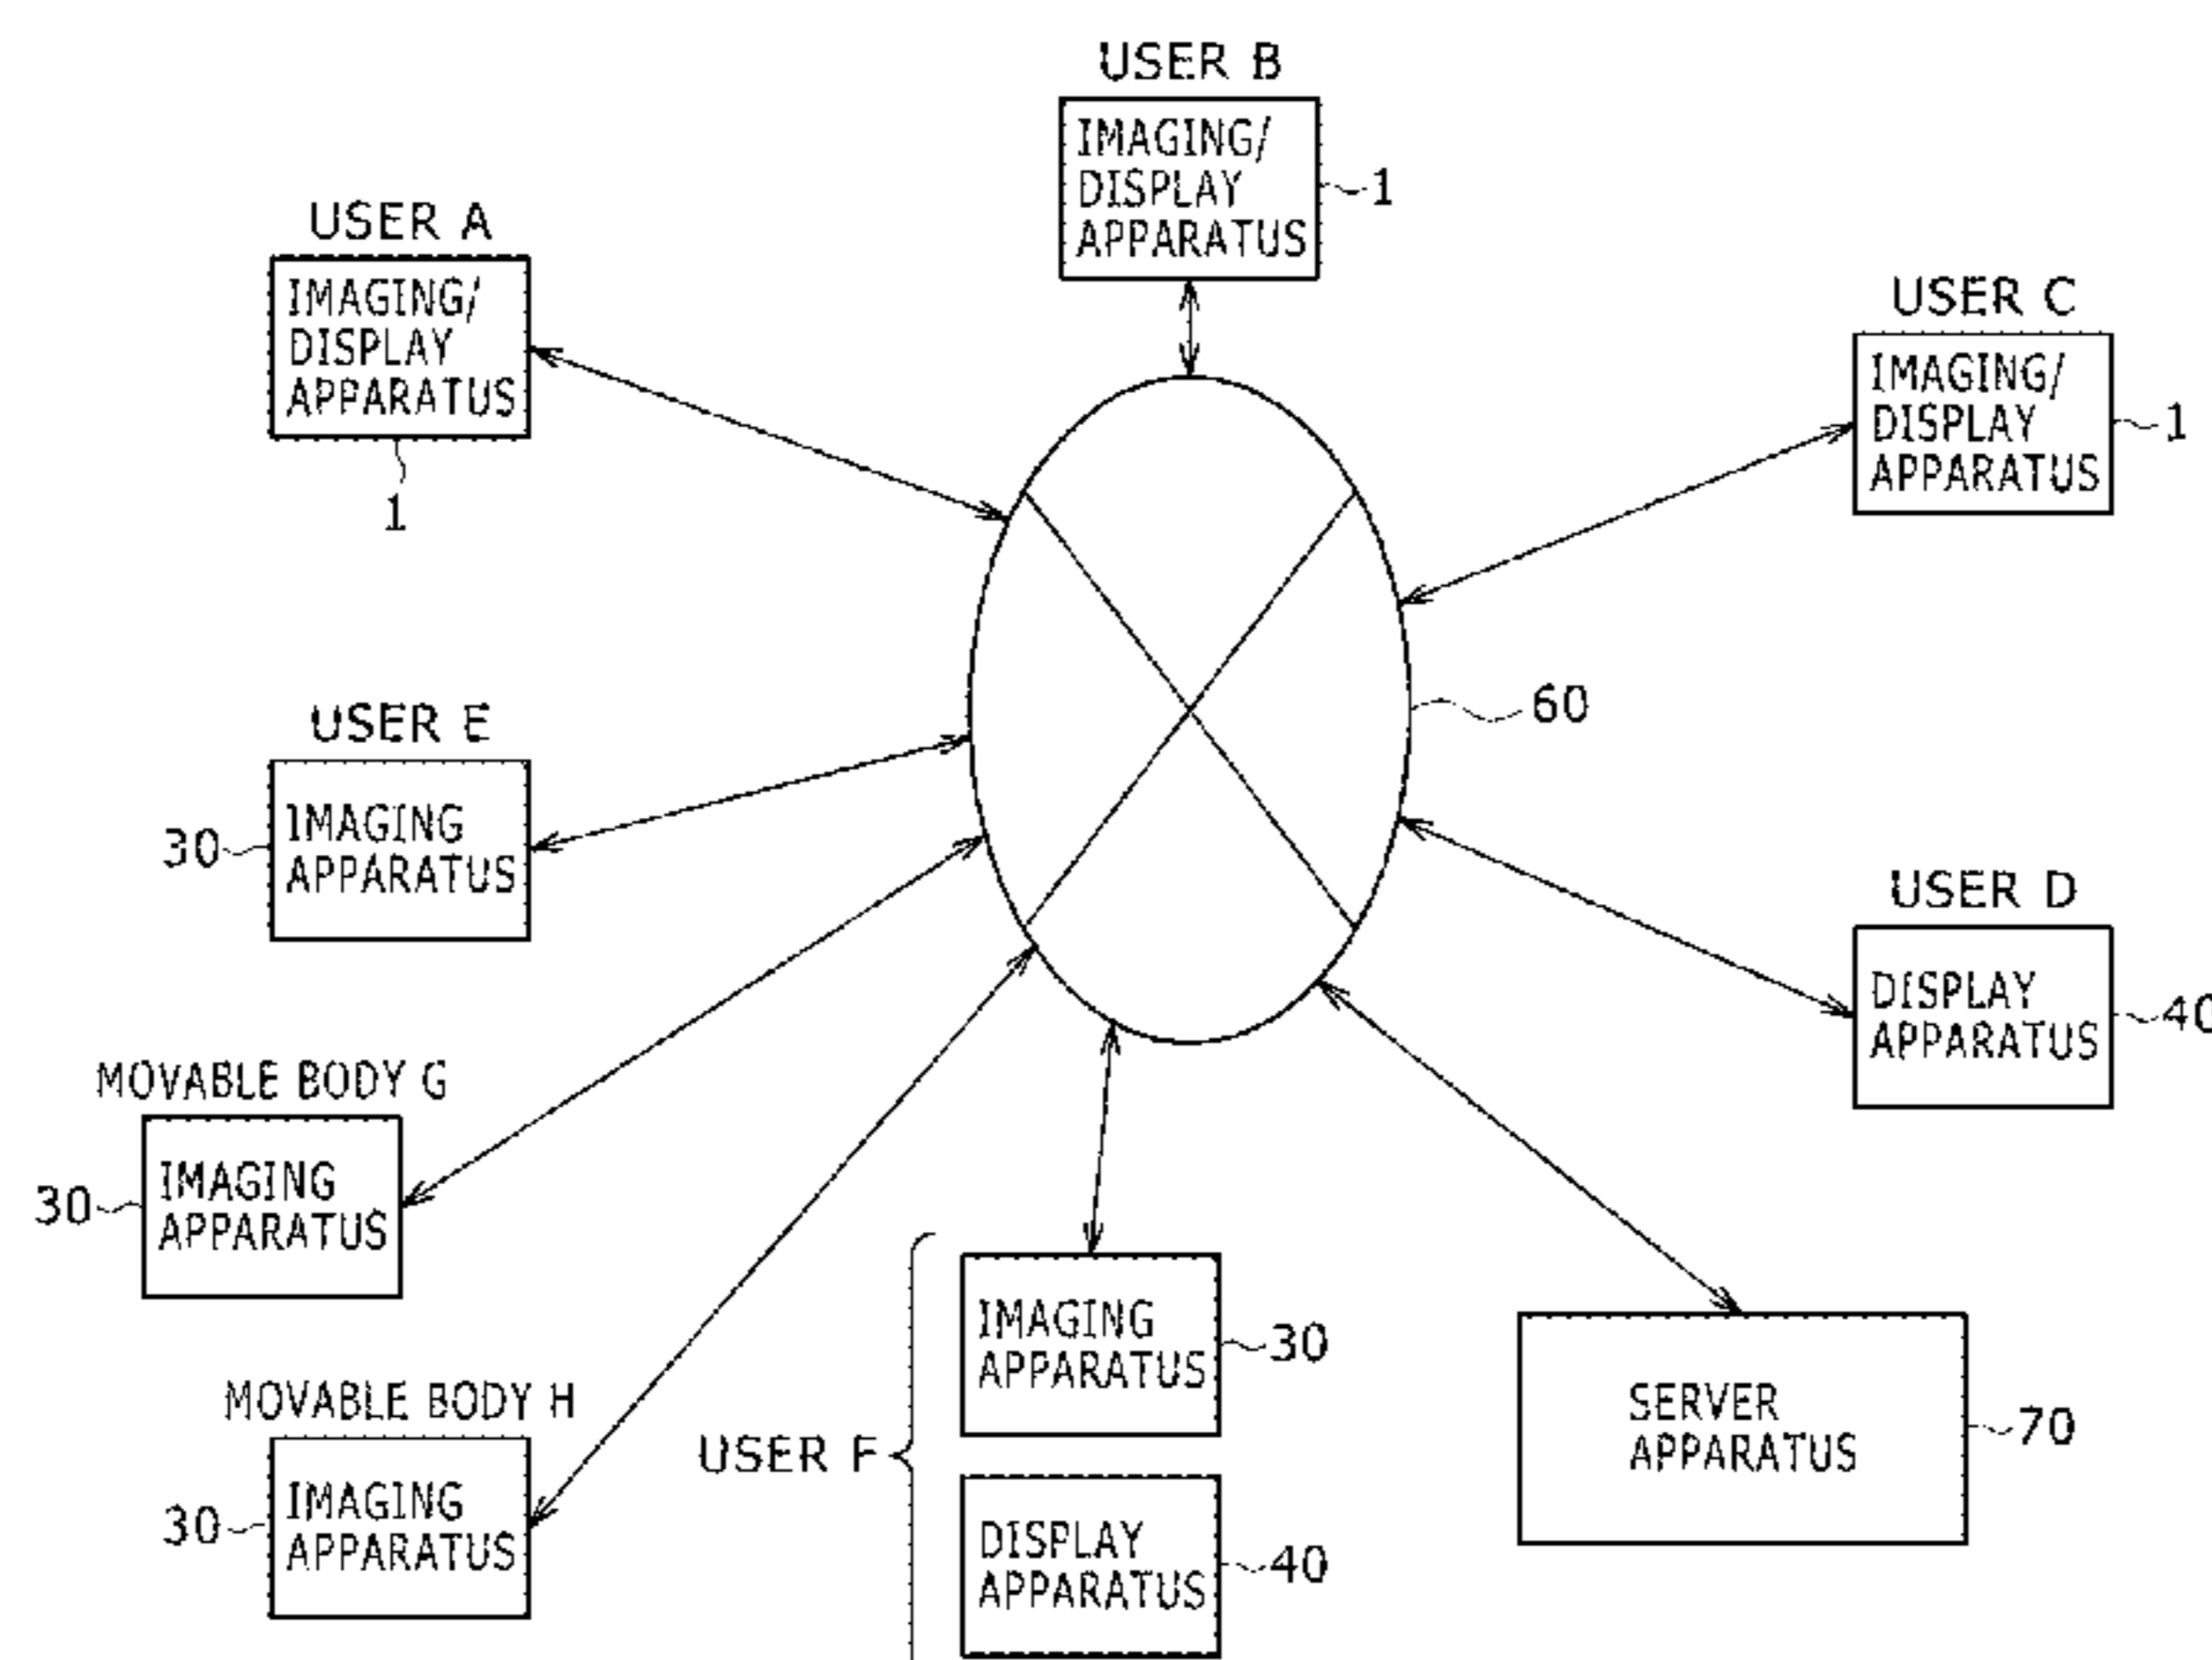 USER B
IMAGING/
DISPLAY
APPARATUS
1
USER A
IMAGING/
DISPLAY
APPARATUS
1
USER C
IMAGING/
DISPLAY
APPARATUS
1
60
USER E
IMAGING
APPARATUS
30
USER D
DISPLAY
APPARATUS
40
MOVABLE BODY G
IMAGING
APPARATUS
30
MOVABLE BODY H
IMAGING
APPARATUS
30
USER F
IMAGING
APPARATUS
30
DISPLAY
APPARATUS
40
SERVER
APPARATUS
70